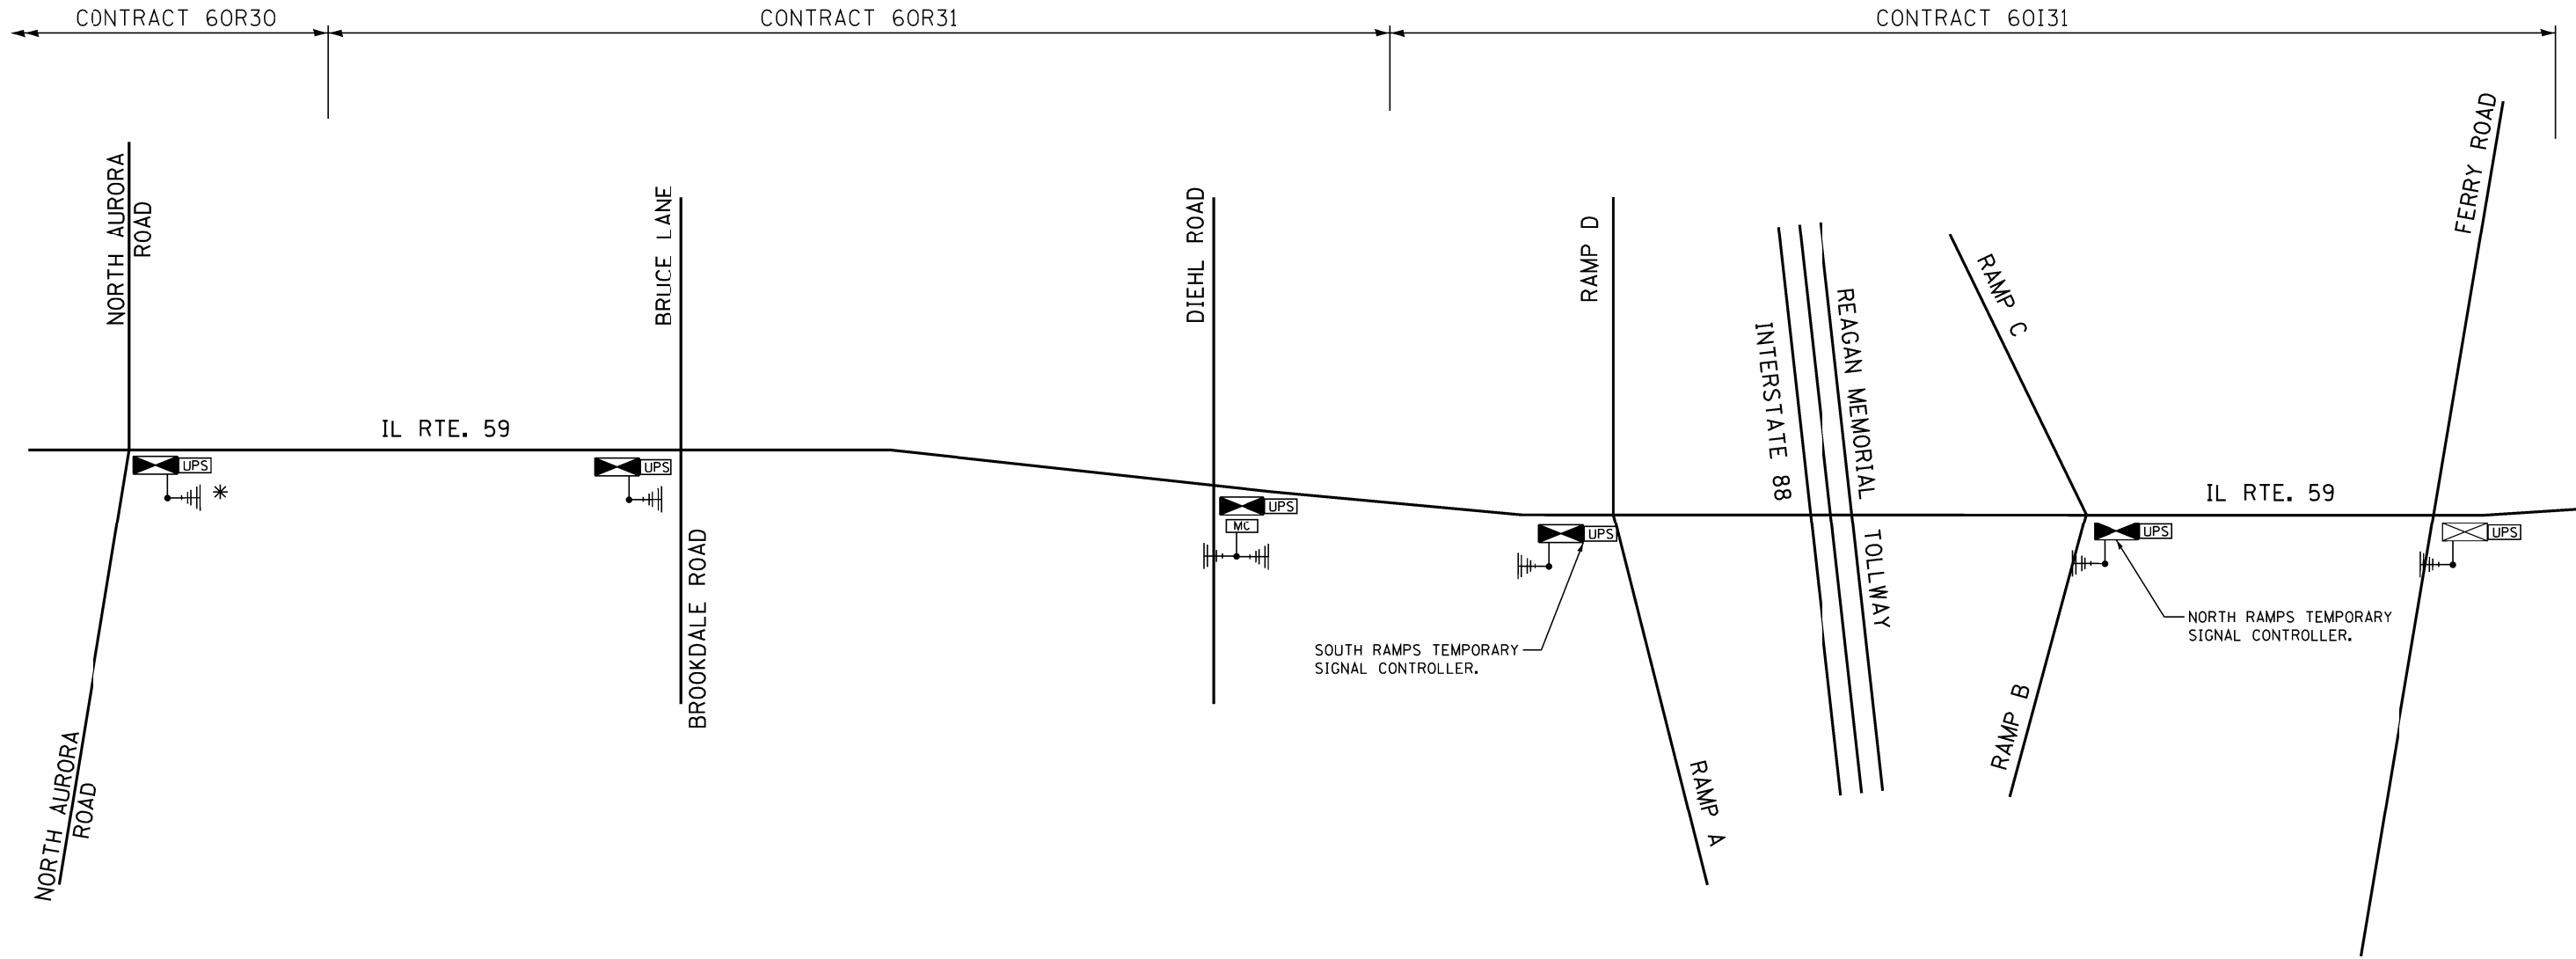 CONTRACT 60R30
CONTRACT 60R31
CONTRACT 60I31
NORTH AURORA
ROAD
BRUCE LANE
DIEHL ROAD
RAMP D
INTERSTATE 88
REAGAN MEMORIAL
TOLLWAY
RAMP C
FERRY ROAD
IL RTE. 59
IL RTE. 59
UPS
*
UPS
UPS
MC
UPS
UPS
UPS
BROOKDALE ROAD
SOUTH RAMPS TEMPORARY
SIGNAL CONTROLLER.
NORTH RAMPS TEMPORARY
SIGNAL CONTROLLER.
NORTH AURORA
ROAD
RAMP A
RAMP B